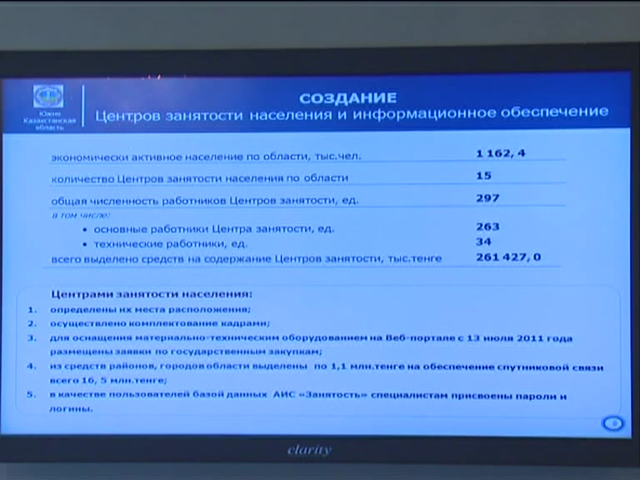 Южно
Казахстанская
область
СОЗДАНИЕ
Центров занятости населения и информационное обеспечение
экономически активное население по области, тыс.чел. 1 162, 4
количество Центров занятости населения по области 15
общая численность работников Центров занятости, ед. 297
в том числе:
• основные работники Центра занятости, ед. 263
• технические работники, ед. 34
всего выделено средств на содержание Центров занятости, тыс.тенге 261 427, 0
Центрами занятости населения:
1. определены их места расположения;
2. осуществлено комплектование кадрами;
3. для оснащения материально-техническим оборудованием на Веб-портале с 13 июля 2011 года
размещены заявки по государственным закупкам;
4. из средств районов, городов области выделены по 1,1 млн.тенге на обеспечение спутниковой связи
всего 16, 5 млн.тенге;
5. в качестве пользователей базой данных АИС «Занятость» специалистам присвоены пароли и
логины.
clarity